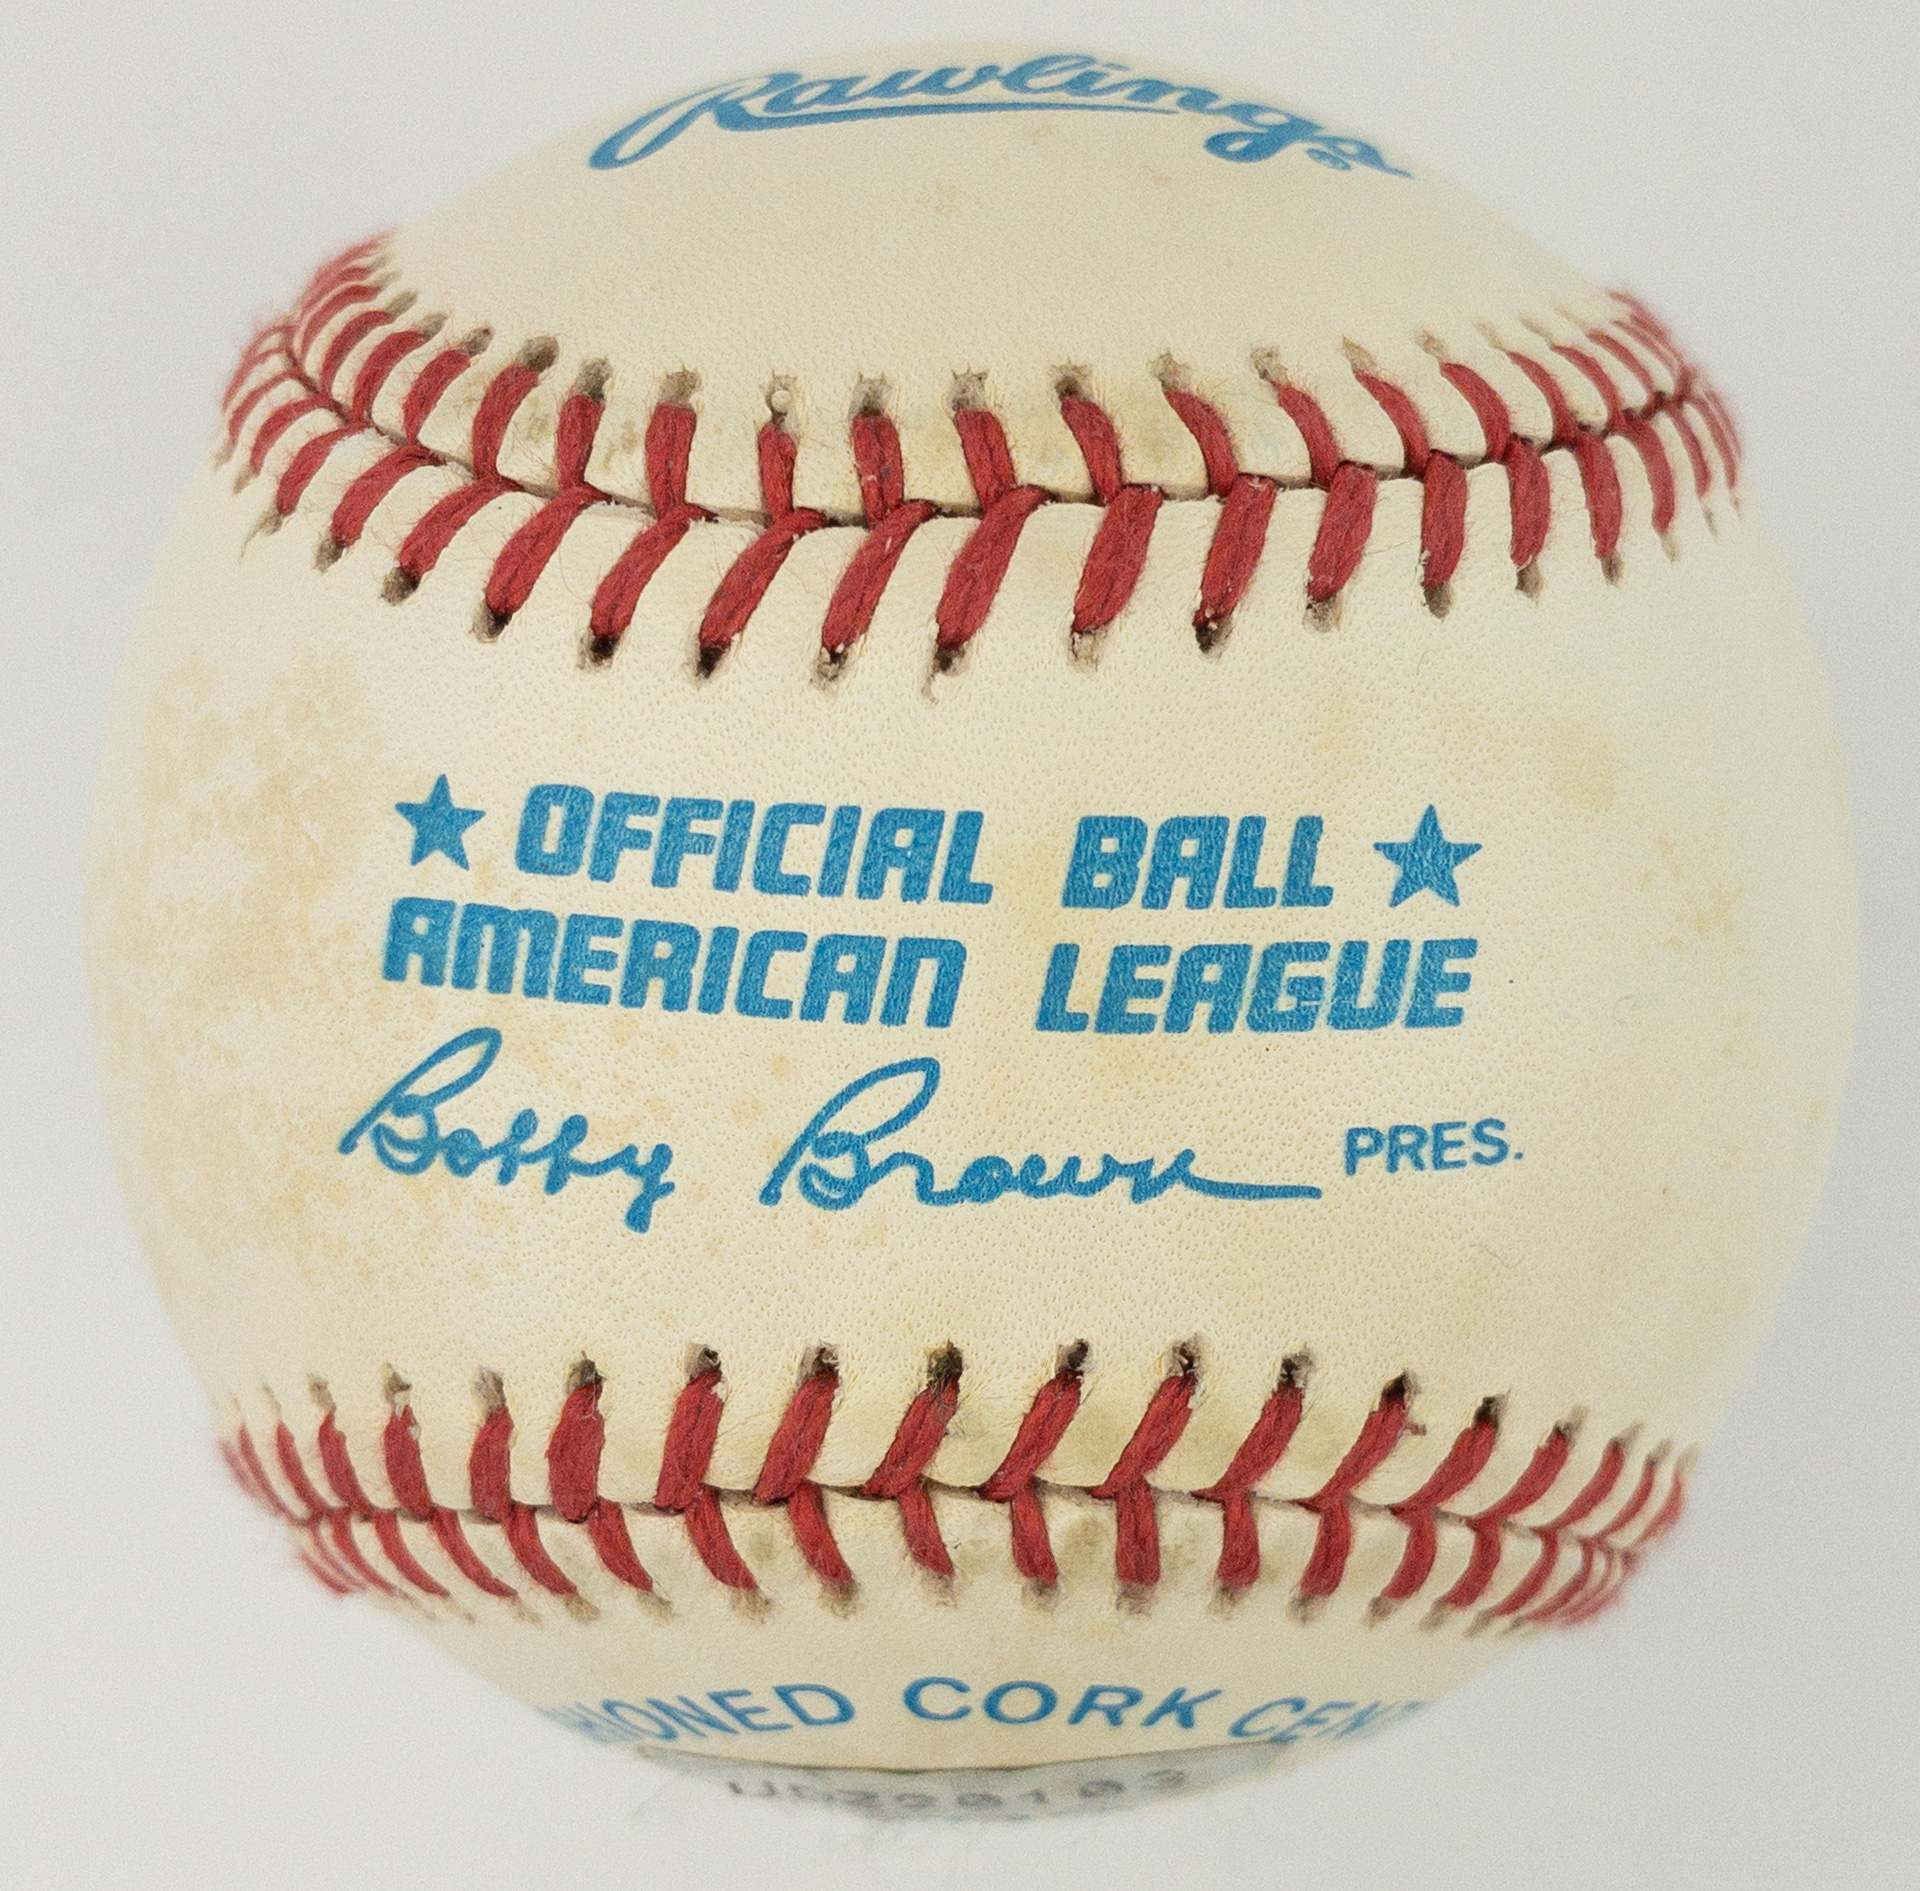 Rawlings
★ OFFICIAL BALL ★
AMERICAN LEAGUE
Bobby Brown PRES.
CORK